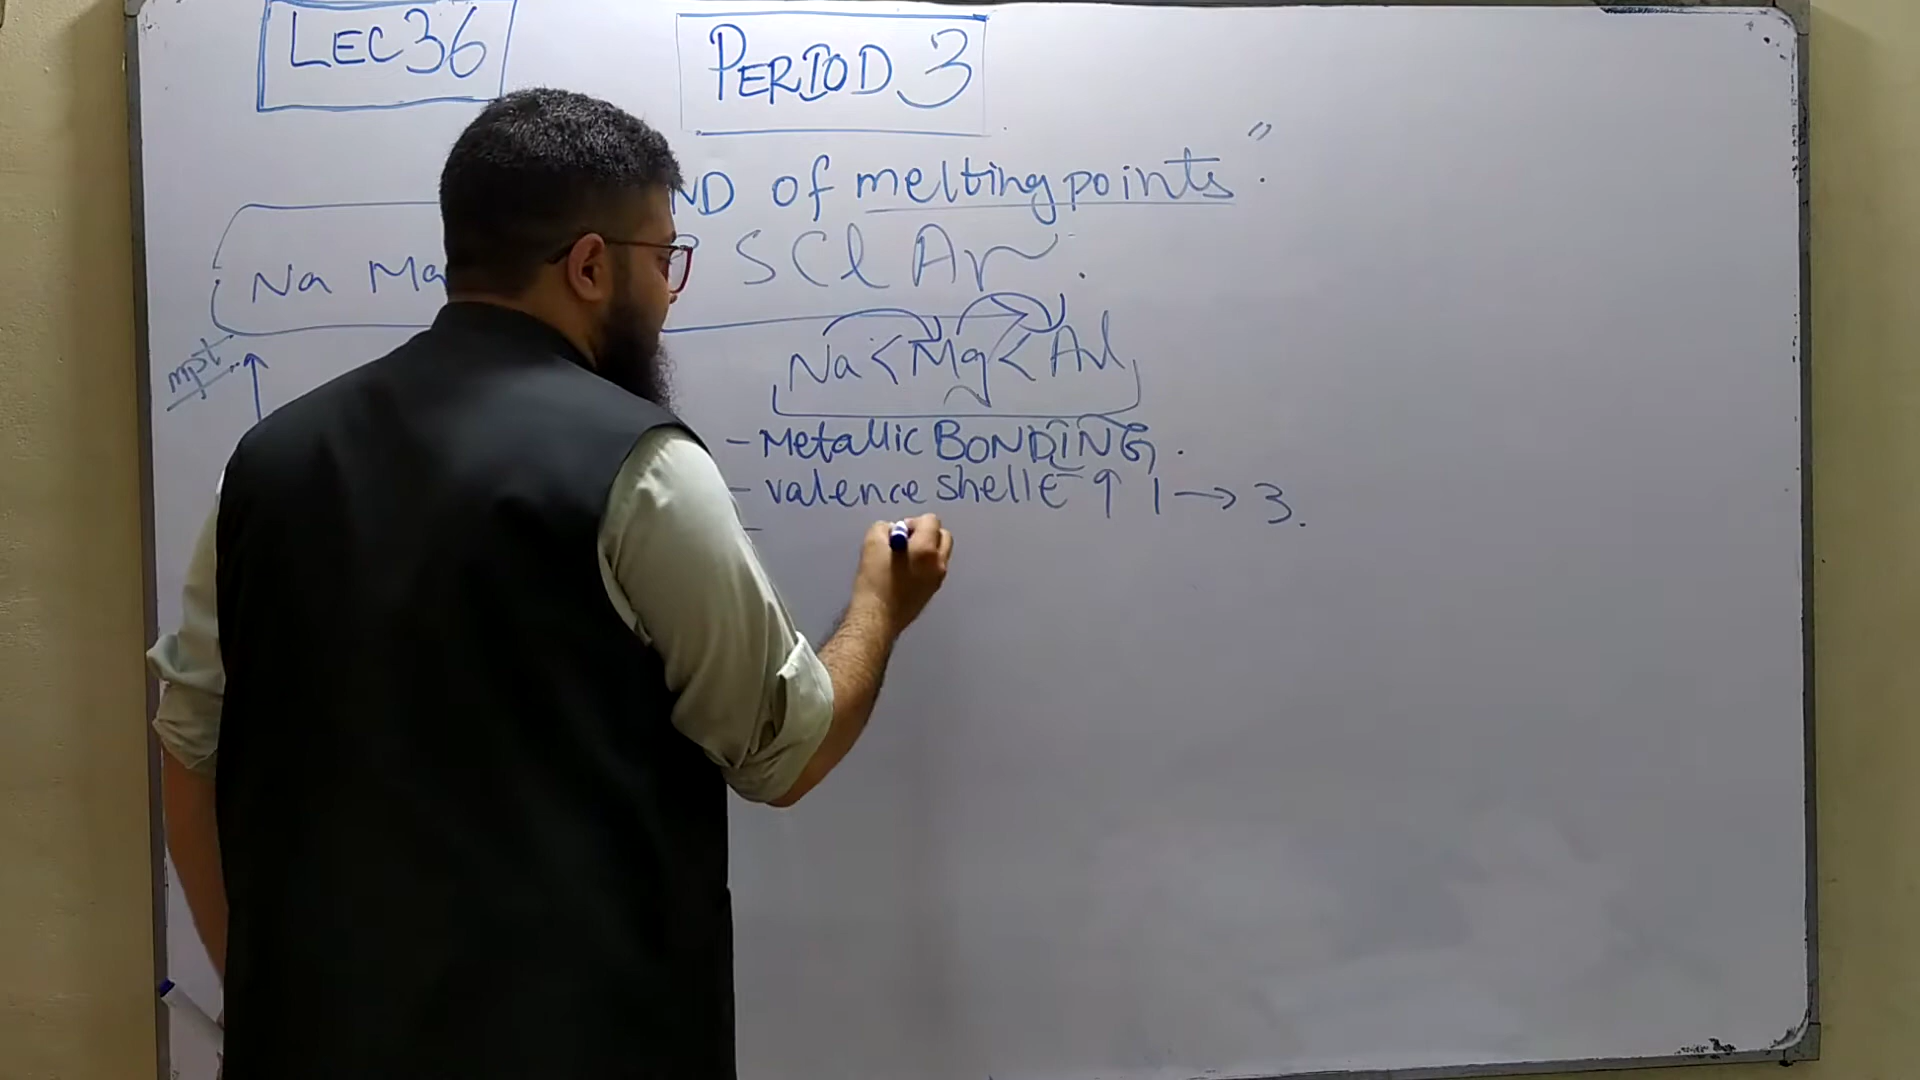 LEC 36
PERIOD 3
ND of melting points".
Na Mg S Cl Ar.
mpt
Na < Mg < Al
- Metallic BONDING.
- valence shell e⁻ ↑ 1 → 3.
-